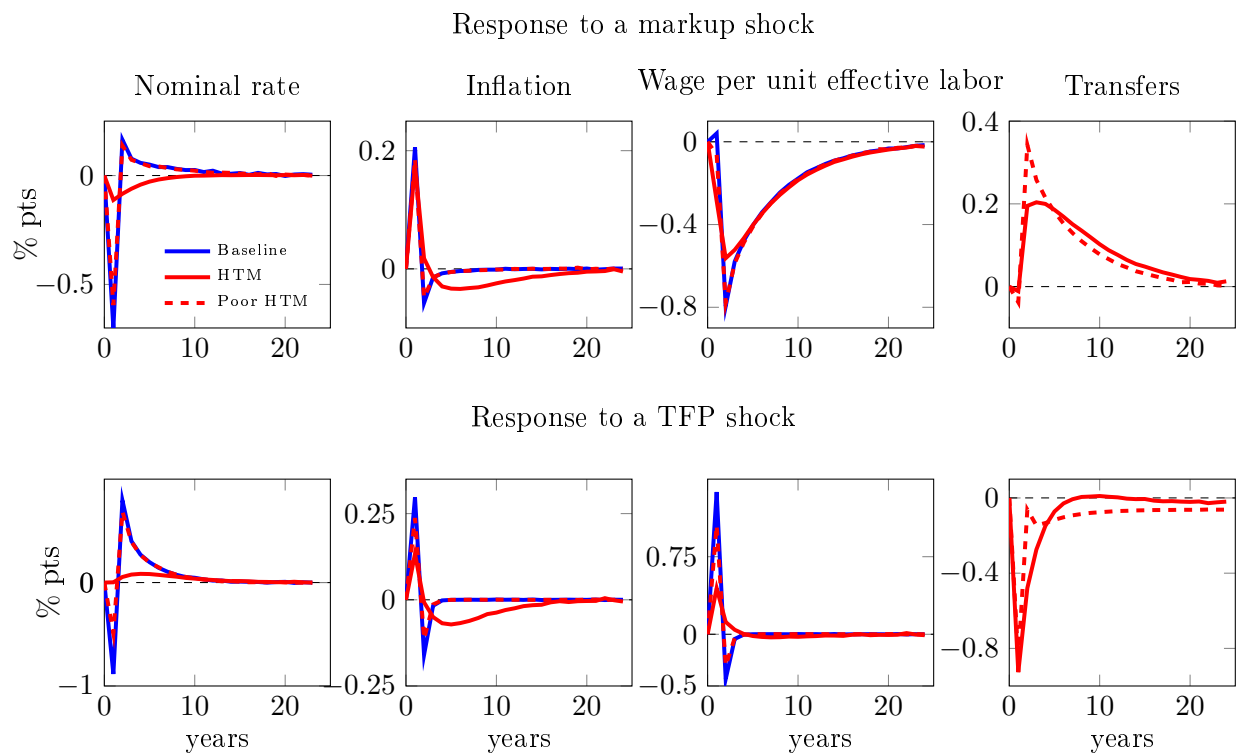 Response to a markup shock
Nominal rate
Inflation
Wage per unit effective labor
Transfers
% pts
0
−0.5
0 10 20
Baseline
HTM
Poor HTM
0.2
0
0 10 20
0
−0.4
−0.8
0 10 20
0.4
0.2
0
0 10 20
Response to a TFP shock
% pts
0
−1
0 10 20
years
0.25
0
−0.25
0 10 20
years
0.75
0
−0.5
0 10 20
years
0
−0.4
−0.8
0 10 20
years